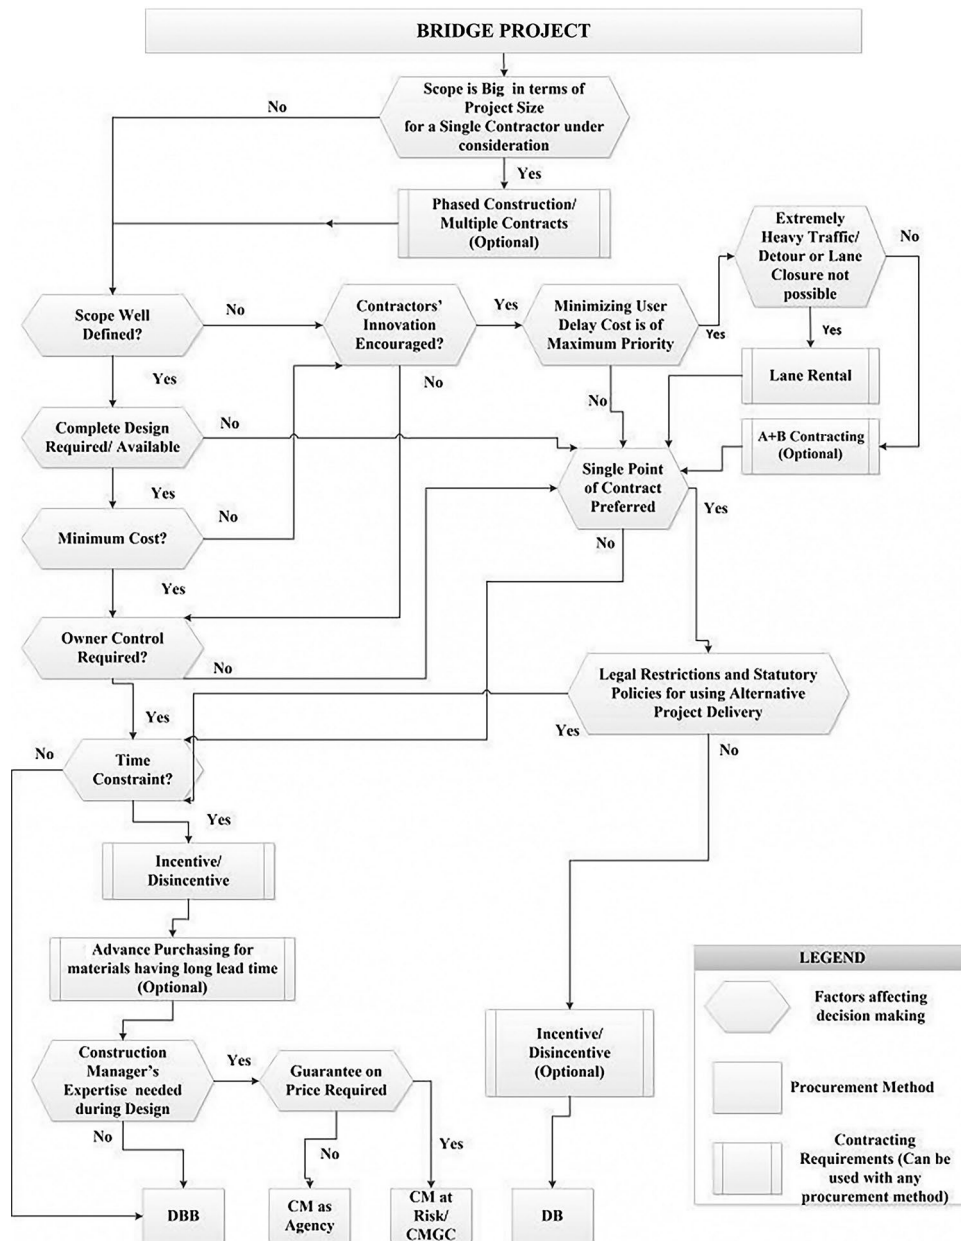 BRIDGE PROJECT
Scope is Big in terms of
Project Size
for a Single Contractor under
consideration
No
Yes
Phased Construction/
Multiple Contracts
(Optional)
Extremely
Heavy Traffic/
Detour or Lane
Closure not
possible
No
Yes
Scope Well
Defined?
No
Yes
Contractors'
Innovation
Encouraged?
Yes
No
Minimizing User
Delay Cost is of
Maximum Priority
Yes
No
Lane Rental
A+B Contracting
(Optional)
Complete Design
Required/ Available
No
Yes
Single Point
of Contract
Preferred
Yes
No
Minimum Cost?
No
Yes
Owner Control
Required?
No
Yes
Legal Restrictions and Statutory
Policies for using Alternative
Project Delivery
Yes
No
Time
Constraint?
No
Yes
Incentive/
Disincentive
Advance Purchasing for
materials having long lead time
(Optional)
Construction
Manager's
Expertise needed
during Design
Yes
No
Guarantee on
Price Required
No
Yes
Incentive/
Disincentive
(Optional)
DBB
CM as
Agency
CM at
Risk/
CMGC
DB
LEGEND
Factors affecting
decision making
Procurement Method
Contracting
Requirements (Can be
used with any
procurement method)